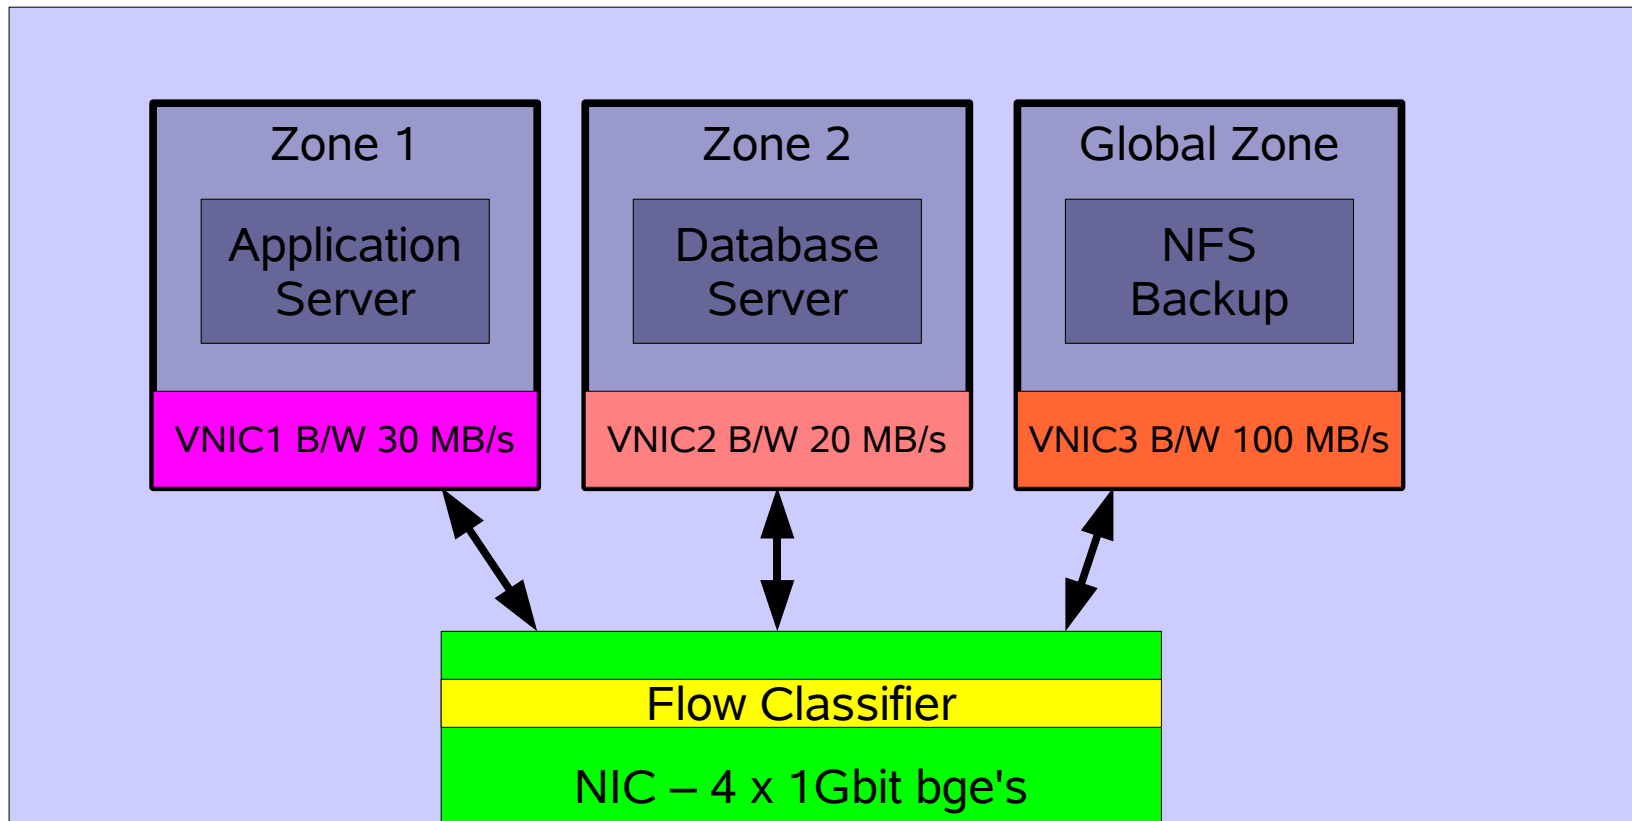 Zone 1
Application
Server
VNIC1 B/W 30 MB/s
Zone 2
Database
Server
VNIC2 B/W 20 MB/s
Global Zone
NFS
Backup
VNIC3 B/W 100 MB/s
Flow Classifier
NIC – 4 x 1Gbit bge's